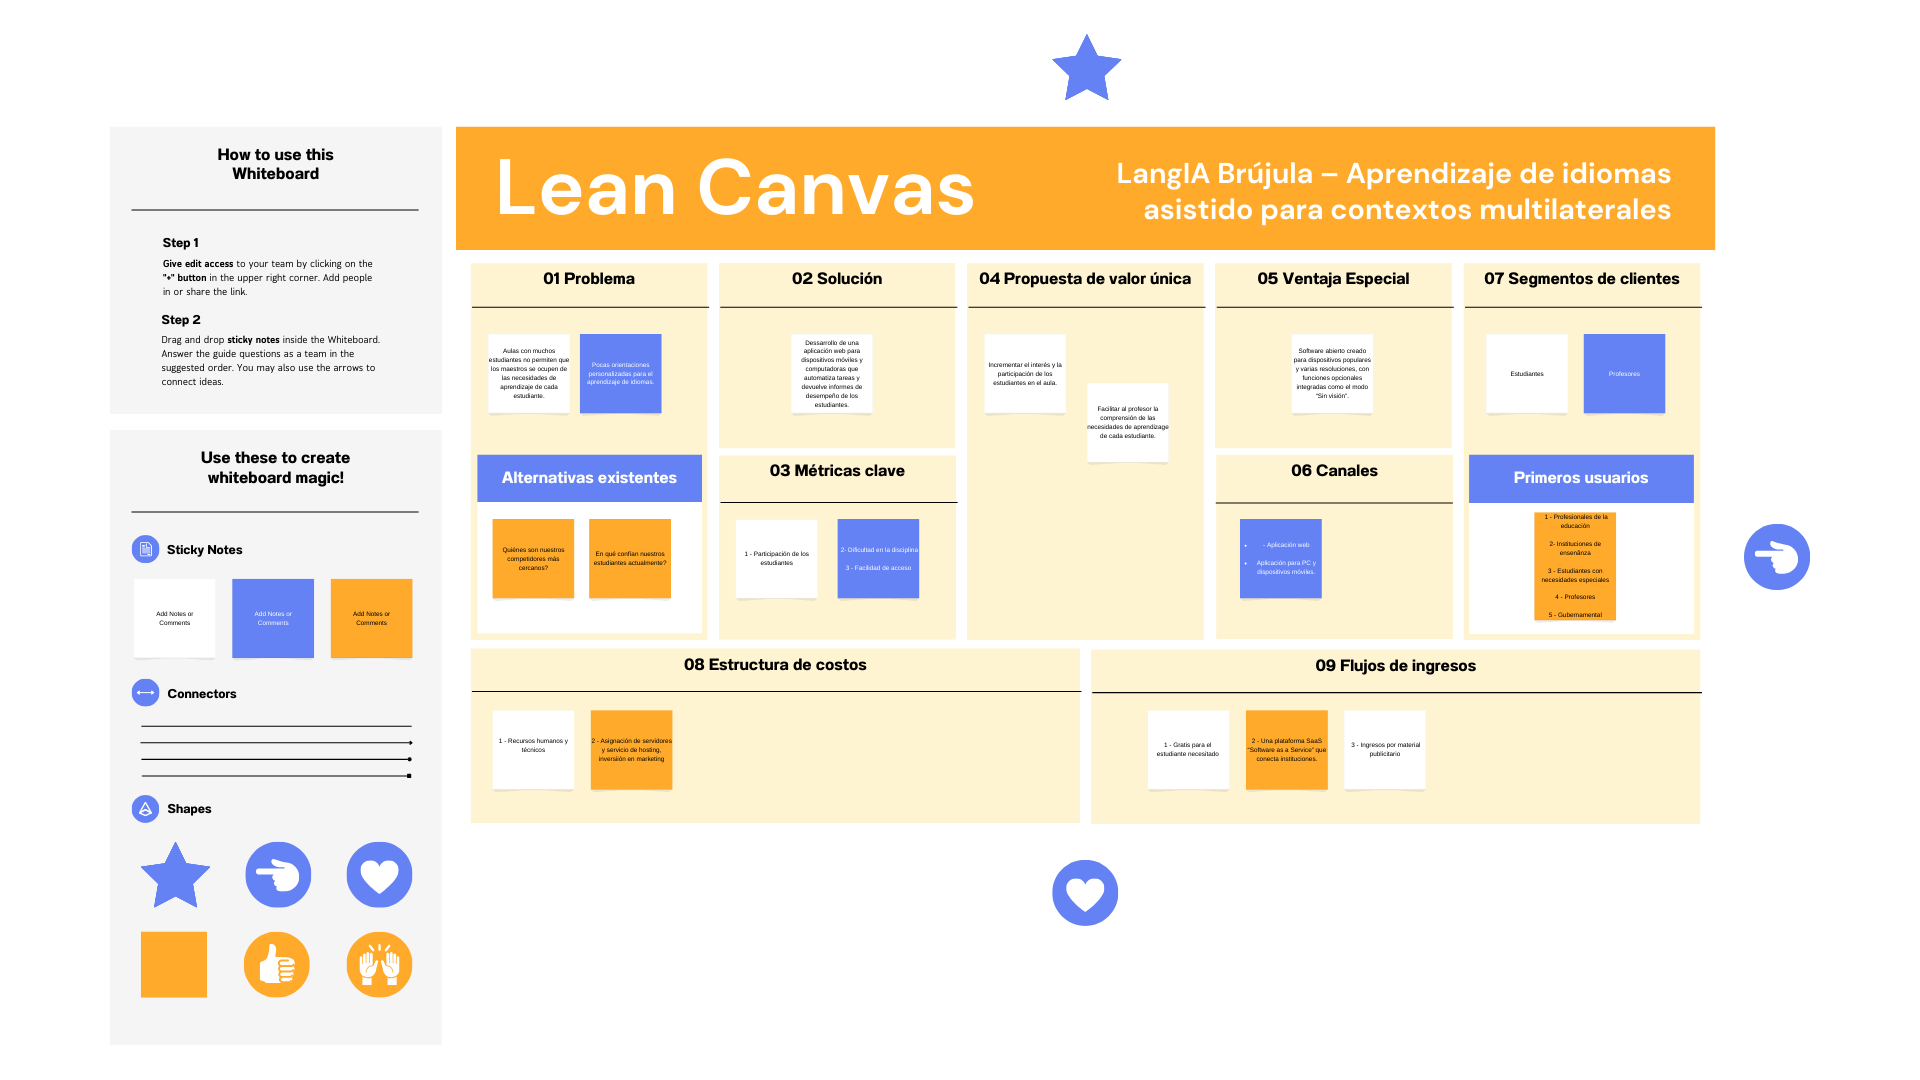 How to use this
Whiteboard
Step 1
Give edit access to your team by clicking on the
"+" button in the upper right corner. Add people
in or share the link.
Step 2
Drag and drop sticky notes inside the Whiteboard.
Answer the guide questions as a team in the
suggested order. You may also use the arrows to
connect ideas.
Use these to create
whiteboard magic!
Sticky Notes
Add Notes or
Comments
Add Notes or
Comments
Add Notes or
Comments
Connectors
Shapes
Lean Canvas
LangIA Brújula – Aprendizaje de idiomas
asistido para contextos multilaterales
01 Problema
Aulas con muchos
estudiantes no permiten que
los maestros se ocupen de
las necesidades de
aprendizaje de cada
estudiante.
Pocas orientaciones
personalizadas para el
aprendizaje de idiomas.
Alternativas existentes
Quiénes son nuestros
competidores más
cercanos?
En qué confían nuestros
estudiantes actualmente?
02 Solución
Dessarrollo de una
aplicación web para
dispositivos móviles y
computadoras que
automatiza tareas y
devuelve informes de
desempeño de los
estudiantes.
03 Métricas clave
1 - Participación de los
estudiantes
2- Dificultad en la disciplina
3 - Facilidad de acceso
04 Propuesta de valor única
Incrementar el interés y la
participación de los
estudiantes en el aula.
Facilitar al profesor la
comprensión de las
necesidades de aprendizage
de cada estudiante.
05 Ventaja Especial
Software abierto creado
para dispositivos populares
y varias resoluciones, con
funciones opcionales
integradas como el modo
"Sin visión".
06 Canales
- Aplicación web
Aplicación para PC y
dispositivos móviles.
07 Segmentos de clientes
Estudiantes
Profesores
Primeros usuarios
1 - Profesionales de la
educación
2- Instituciones de
ensenãnza
3 - Estudiantes con
necesidades especiales
4 - Profesores
5 - Gubernamental
08 Estructura de costos
1 - Recursos humanos y
técnicos
2 - Asignación de servidores
y servicio de hosting,
inversiión en marketing
09 Flujos de ingresos
1 - Gratis para el
estudiante necesitado
2 - Una plataforma SaaS
"Software as a Service" que
conecta instituciones.
3 - Ingresos por material
publicitario